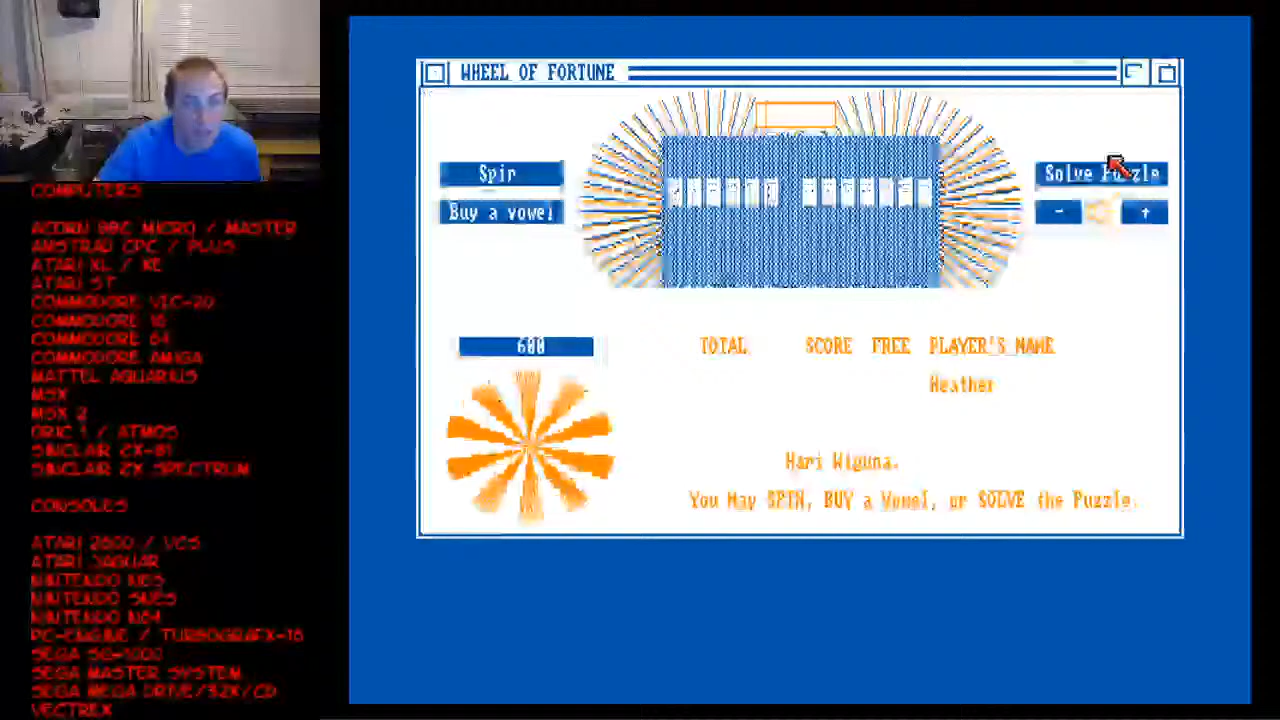 COMPUTERS
ACORN BBC MICRO / MASTER
AMSTRAD CPC / PLUS
ATARI XL / XE
ATARI ST
COMMODORE VIC-20
COMMODORE 16
COMMODORE 64
COMMODORE AMIGA
MATTEL AQUARIUS
MSX
MSX 2
ORIC 1 / ATMOS
SINCLAIR ZX-81
SINCLAIR ZX SPECTRUM
CONSOLES
ATARI 2600 / VCS
ATARI JAGUAR
NINTENDO NES
NINTENDO SNES
NINTENDO N64
PC-ENGINE / TURBOGRAFX-16
SEGA SG-1000
SEGA MASTER SYSTEM
SEGA MEGA DRIVE/32X/CD
VECTREX
WHEEL OF FORTUNE
Spin
Buy a vowel
Solve Puzzle
- +
600
TOTAL SCORE FREE PLAYER'S NAME
Heather
Hari Wiguna.
You May SPIN, BUY a Vowel, or SOLVE the Puzzle.